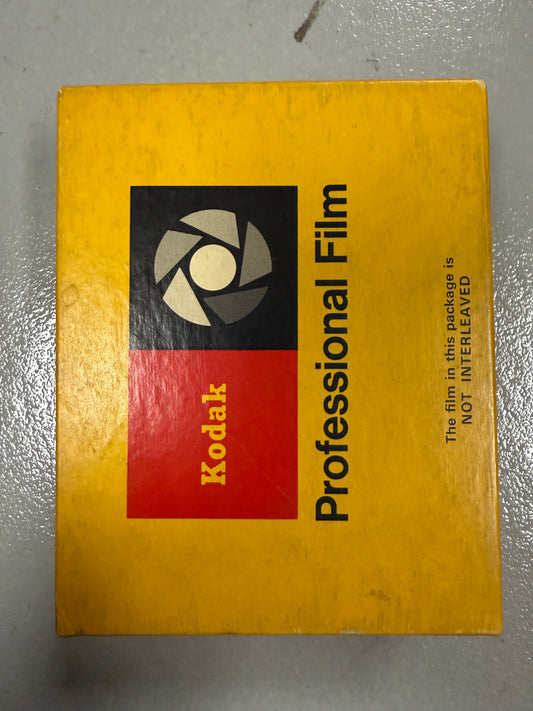 Kodak
Professional Film
The film in this package is
NOT INTERLEAVED